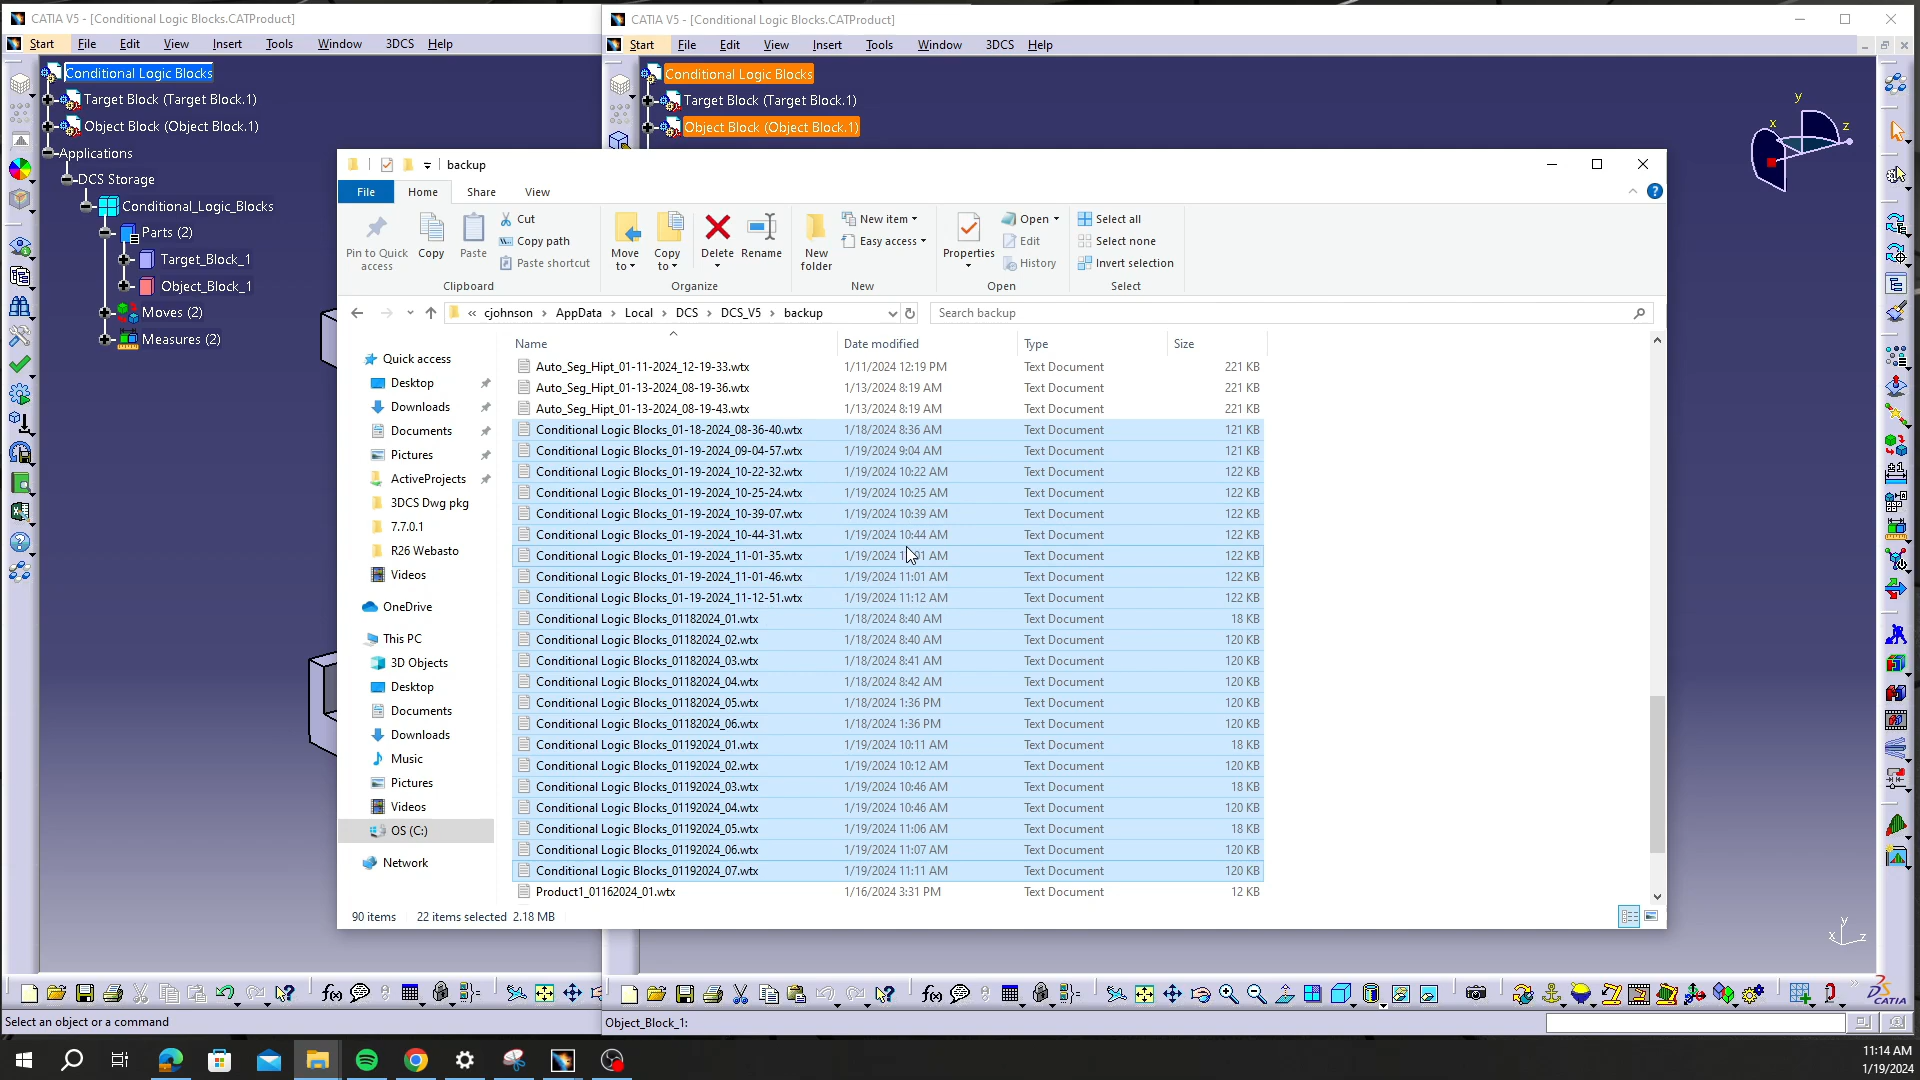 CATIA V5 - [Conditional Logic Blocks.CATProduct]
Start File Edit View Insert Tools Window 3DCS Help
Conditional Logic Blocks
Target Block (Target Block.1)
Object Block (Object Block.1)
Applications
DCS Storage
Conditional_Logic_Blocks
Parts (2)
Target_Block_1
Object_Block_1
Moves (2)
Measures (2)
Select an object or a command
CATIA V5 - [Conditional Logic Blocks.CATProduct]
Start File Edit View Insert Tools Window 3DCS Help
Conditional Logic Blocks
Target Block (Target Block.1)
Object Block (Object Block.1)
y
x z
backup
File Home Share View
Pin to Quick access
Copy
Paste
Cut
Copy path
Paste shortcut
Clipboard
Move to
Copy to
Delete
Rename
Organize
New folder
New item
Easy access
New
Properties
Open
Edit
History
Open
Select all
Select none
Invert selection
Select
« cjohnson › AppData › Local › DCS › DCS_V5 › backup
Search backup
Quick access
Desktop
Downloads
Documents
Pictures
ActiveProjects
3DCS Dwg pkg
7.7.0.1
R26 Webasto
Videos
OneDrive
This PC
3D Objects
Desktop
Documents
Downloads
Music
Pictures
Videos
OS (C:)
Network
Name Date modified Type Size
Auto_Seg_Hipt_01-11-2024_12-19-33.wtx 1/11/2024 12:19 PM Text Document 221 KB
Auto_Seg_Hipt_01-13-2024_08-19-36.wtx 1/13/2024 8:19 AM Text Document 221 KB
Auto_Seg_Hipt_01-13-2024_08-19-43.wtx 1/13/2024 8:19 AM Text Document 221 KB
Conditional Logic Blocks_01-18-2024_08-36-40.wtx 1/18/2024 8:36 AM Text Document 121 KB
Conditional Logic Blocks_01-19-2024_09-04-57.wtx 1/19/2024 9:04 AM Text Document 121 KB
Conditional Logic Blocks_01-19-2024_10-22-32.wtx 1/19/2024 10:22 AM Text Document 122 KB
Conditional Logic Blocks_01-19-2024_10-25-24.wtx 1/19/2024 10:25 AM Text Document 122 KB
Conditional Logic Blocks_01-19-2024_10-39-07.wtx 1/19/2024 10:39 AM Text Document 122 KB
Conditional Logic Blocks_01-19-2024_10-44-31.wtx 1/19/2024 10:44 AM Text Document 122 KB
Conditional Logic Blocks_01-19-2024_11-01-35.wtx 1/19/2024 AM Text Document 122 KB
Conditional Logic Blocks_01-19-2024_11-01-46.wtx 1/19/2024 11:01 AM Text Document 122 KB
Conditional Logic Blocks_01-19-2024_11-12-51.wtx 1/19/2024 11:12 AM Text Document 122 KB
Conditional Logic Blocks_01182024_01.wtx 1/18/2024 8:40 AM Text Document 18 KB
Conditional Logic Blocks_01182024_02.wtx 1/18/2024 8:40 AM Text Document 120 KB
Conditional Logic Blocks_01182024_03.wtx 1/18/2024 8:41 AM Text Document 120 KB
Conditional Logic Blocks_01182024_04.wtx 1/18/2024 8:42 AM Text Document 120 KB
Conditional Logic Blocks_01182024_05.wtx 1/18/2024 1:36 PM Text Document 120 KB
Conditional Logic Blocks_01182024_06.wtx 1/18/2024 1:36 PM Text Document 120 KB
Conditional Logic Blocks_01192024_01.wtx 1/19/2024 10:11 AM Text Document 18 KB
Conditional Logic Blocks_01192024_02.wtx 1/19/2024 10:12 AM Text Document 120 KB
Conditional Logic Blocks_01192024_03.wtx 1/19/2024 10:46 AM Text Document 18 KB
Conditional Logic Blocks_01192024_04.wtx 1/19/2024 10:46 AM Text Document 120 KB
Conditional Logic Blocks_01192024_05.wtx 1/19/2024 11:06 AM Text Document 18 KB
Conditional Logic Blocks_01192024_06.wtx 1/19/2024 11:07 AM Text Document 120 KB
Conditional Logic Blocks_01192024_07.wtx 1/19/2024 11:11 AM Text Document 120 KB
Product1_01162024_01.wtx 1/16/2024 3:31 PM Text Document 12 KB
90 items 22 items selected 2.18 MB
y
x z
CATIA
Object_Block_1:
11:14 AM
1/19/2024